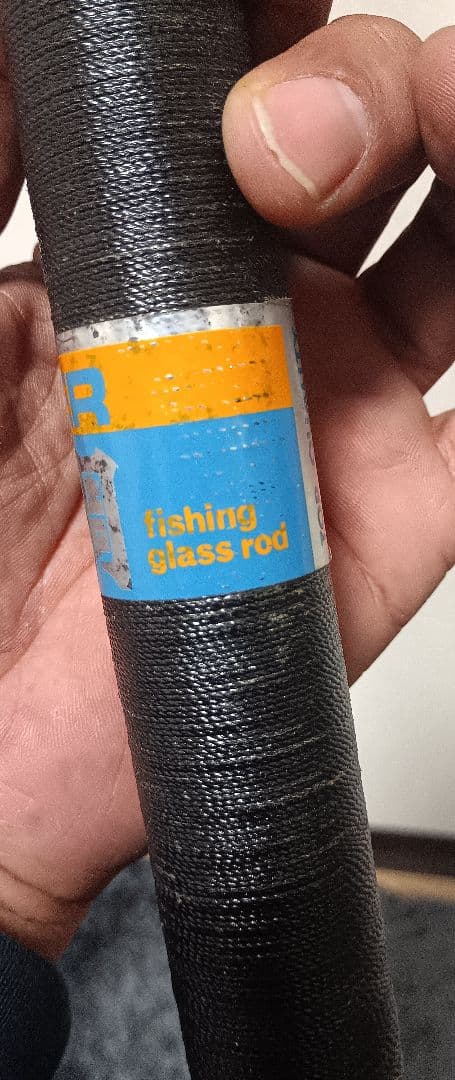 R
fishing
glass rod